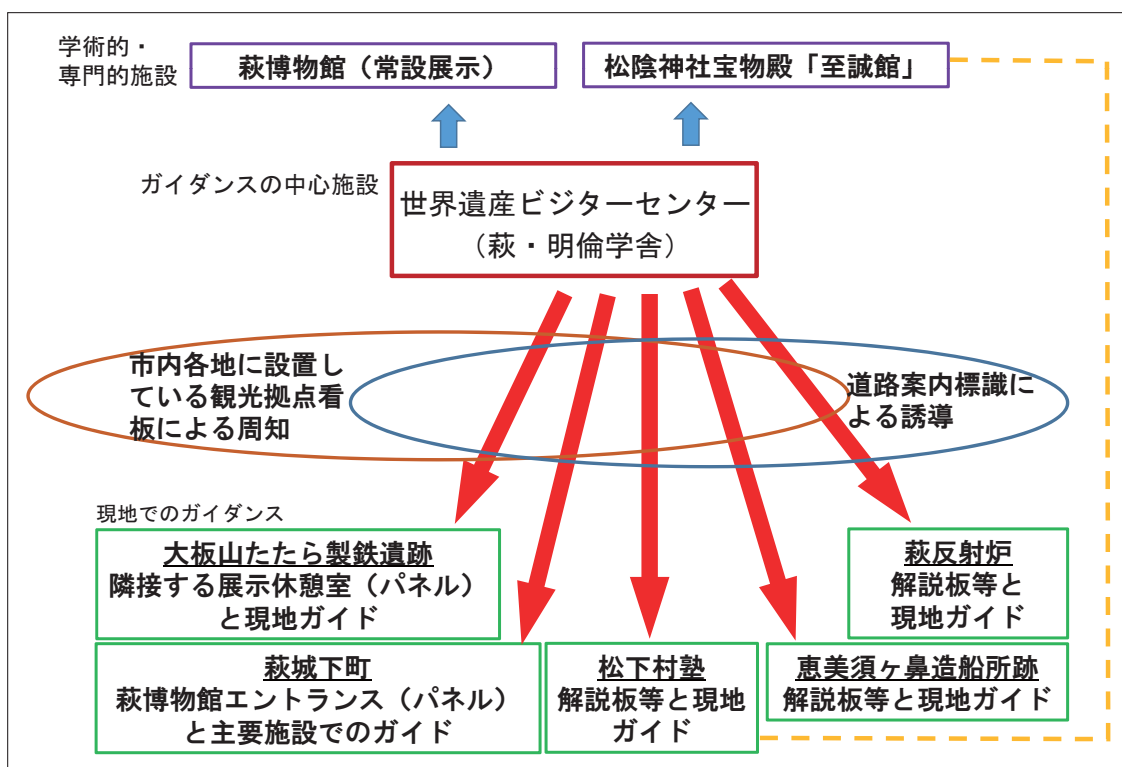 学術的・
専門的施設
萩博物館（常設展示）
松陰神社宝物殿「至誠館」
ガイダンスの中心施設
世界遺産ビジターセンター
（萩・明倫学舎）
市内各地に設置し
ている観光拠点看
板による周知
道路案内標識に
よる誘導
現地でのガイダンス
大板山たたら製鉄遺跡
隣接する展示休憩室（パネル）
と現地ガイド
萩反射炉
解説板等と
現地ガイド
萩城下町
萩博物館エントランス（パネル）
と主要施設でのガイド
松下村塾
解説板等と現地
ガイド
恵美須ヶ鼻造船所跡
解説板等と現地ガイド